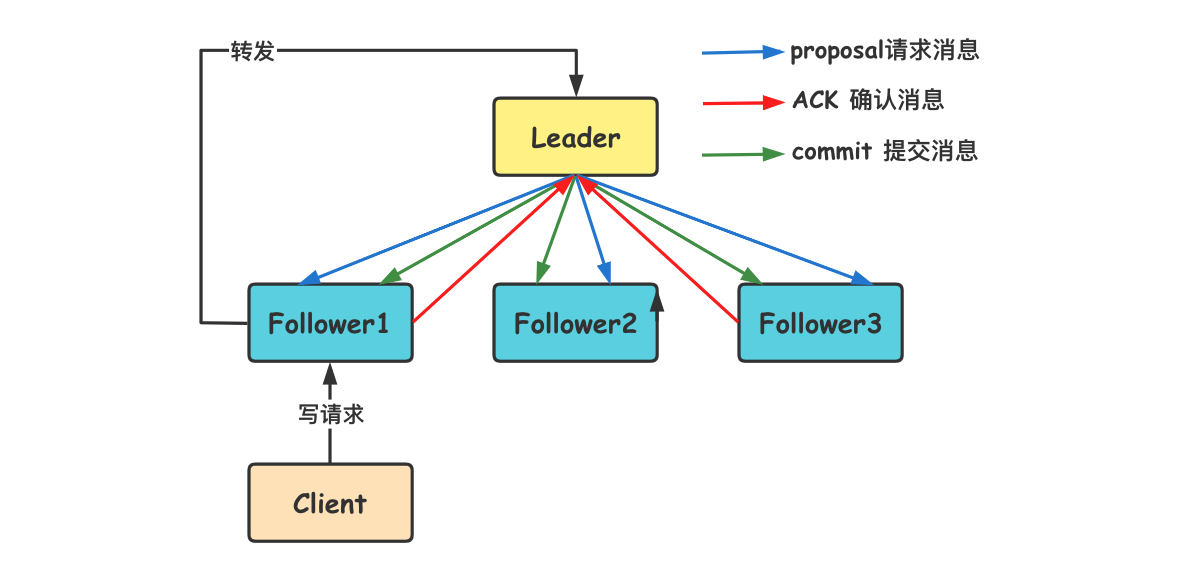 转发
proposal请求消息
ACK 确认消息
commit 提交消息
Leader
Follower1
Follower2
Follower3
写请求
Client